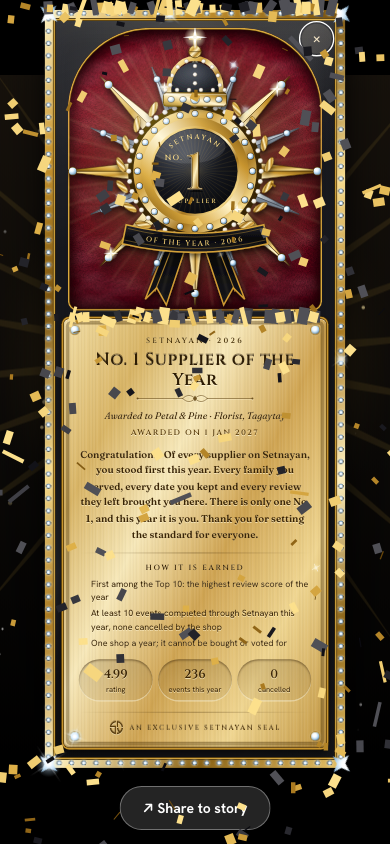 ×
SETNAYAN
NO.
1
OF THE YEAR · 2026
SETNAYAN · 2026
No. 1 Supplier of the
Year
Awarded to Petal & Pine · Florist, Tagaytay
AWARDED ON 1 JAN 2027
Congratulations. Of every supplier on Setnayan,
you stood first this year. Every family you
served, every date you kept and every review
they left brought you here. There is only one No.
1, and this year it is you. Thank you for setting
the standard for everyone.
HOW IT IS EARNED
First among the Top 10: the highest review score of the
year
At least 10 events completed through Setnayan this
year, none cancelled by the shop
One shop a year; it cannot be bought or voted for
4.99
rating
236
events this year
0
cancelled
AN EXCLUSIVE SETNAYAN SEAL
↗ Share to story